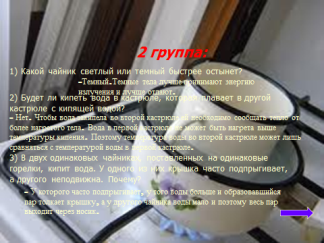 2 группа:
1) Какой чайник светлый или темный быстрее остынет?
-Темный.Темные тела лучше принимают энергию
излучения и лучше отдают.
2) Будет ли кипеть вода в кастрюле, которая плавает в другой
кастрюле с кипящей водой?
- Нет. Чтобы вода кипела во второй кастрюле ей необходимо сообщать тепло от
более нагретого тела. Вода в первой кастрюле не может быть нагрета выше
температуры кипения. Поэтому температура воды во второй кастрюле может лишь
сравняться с температурой воды в первой кастрюле.
3) В двух одинаковых чайниках, поставленных на одинаковые
горелки, кипит вода. У одного из них крышка часто подпрыгивает,
а другого неподвижна. Почему?
- У которого часто подпрыгивает, у того воды больше и образовавшийся
пар толкает крышку, а у другого чайника воды мало и поэтому весь пар
выходит через носик.